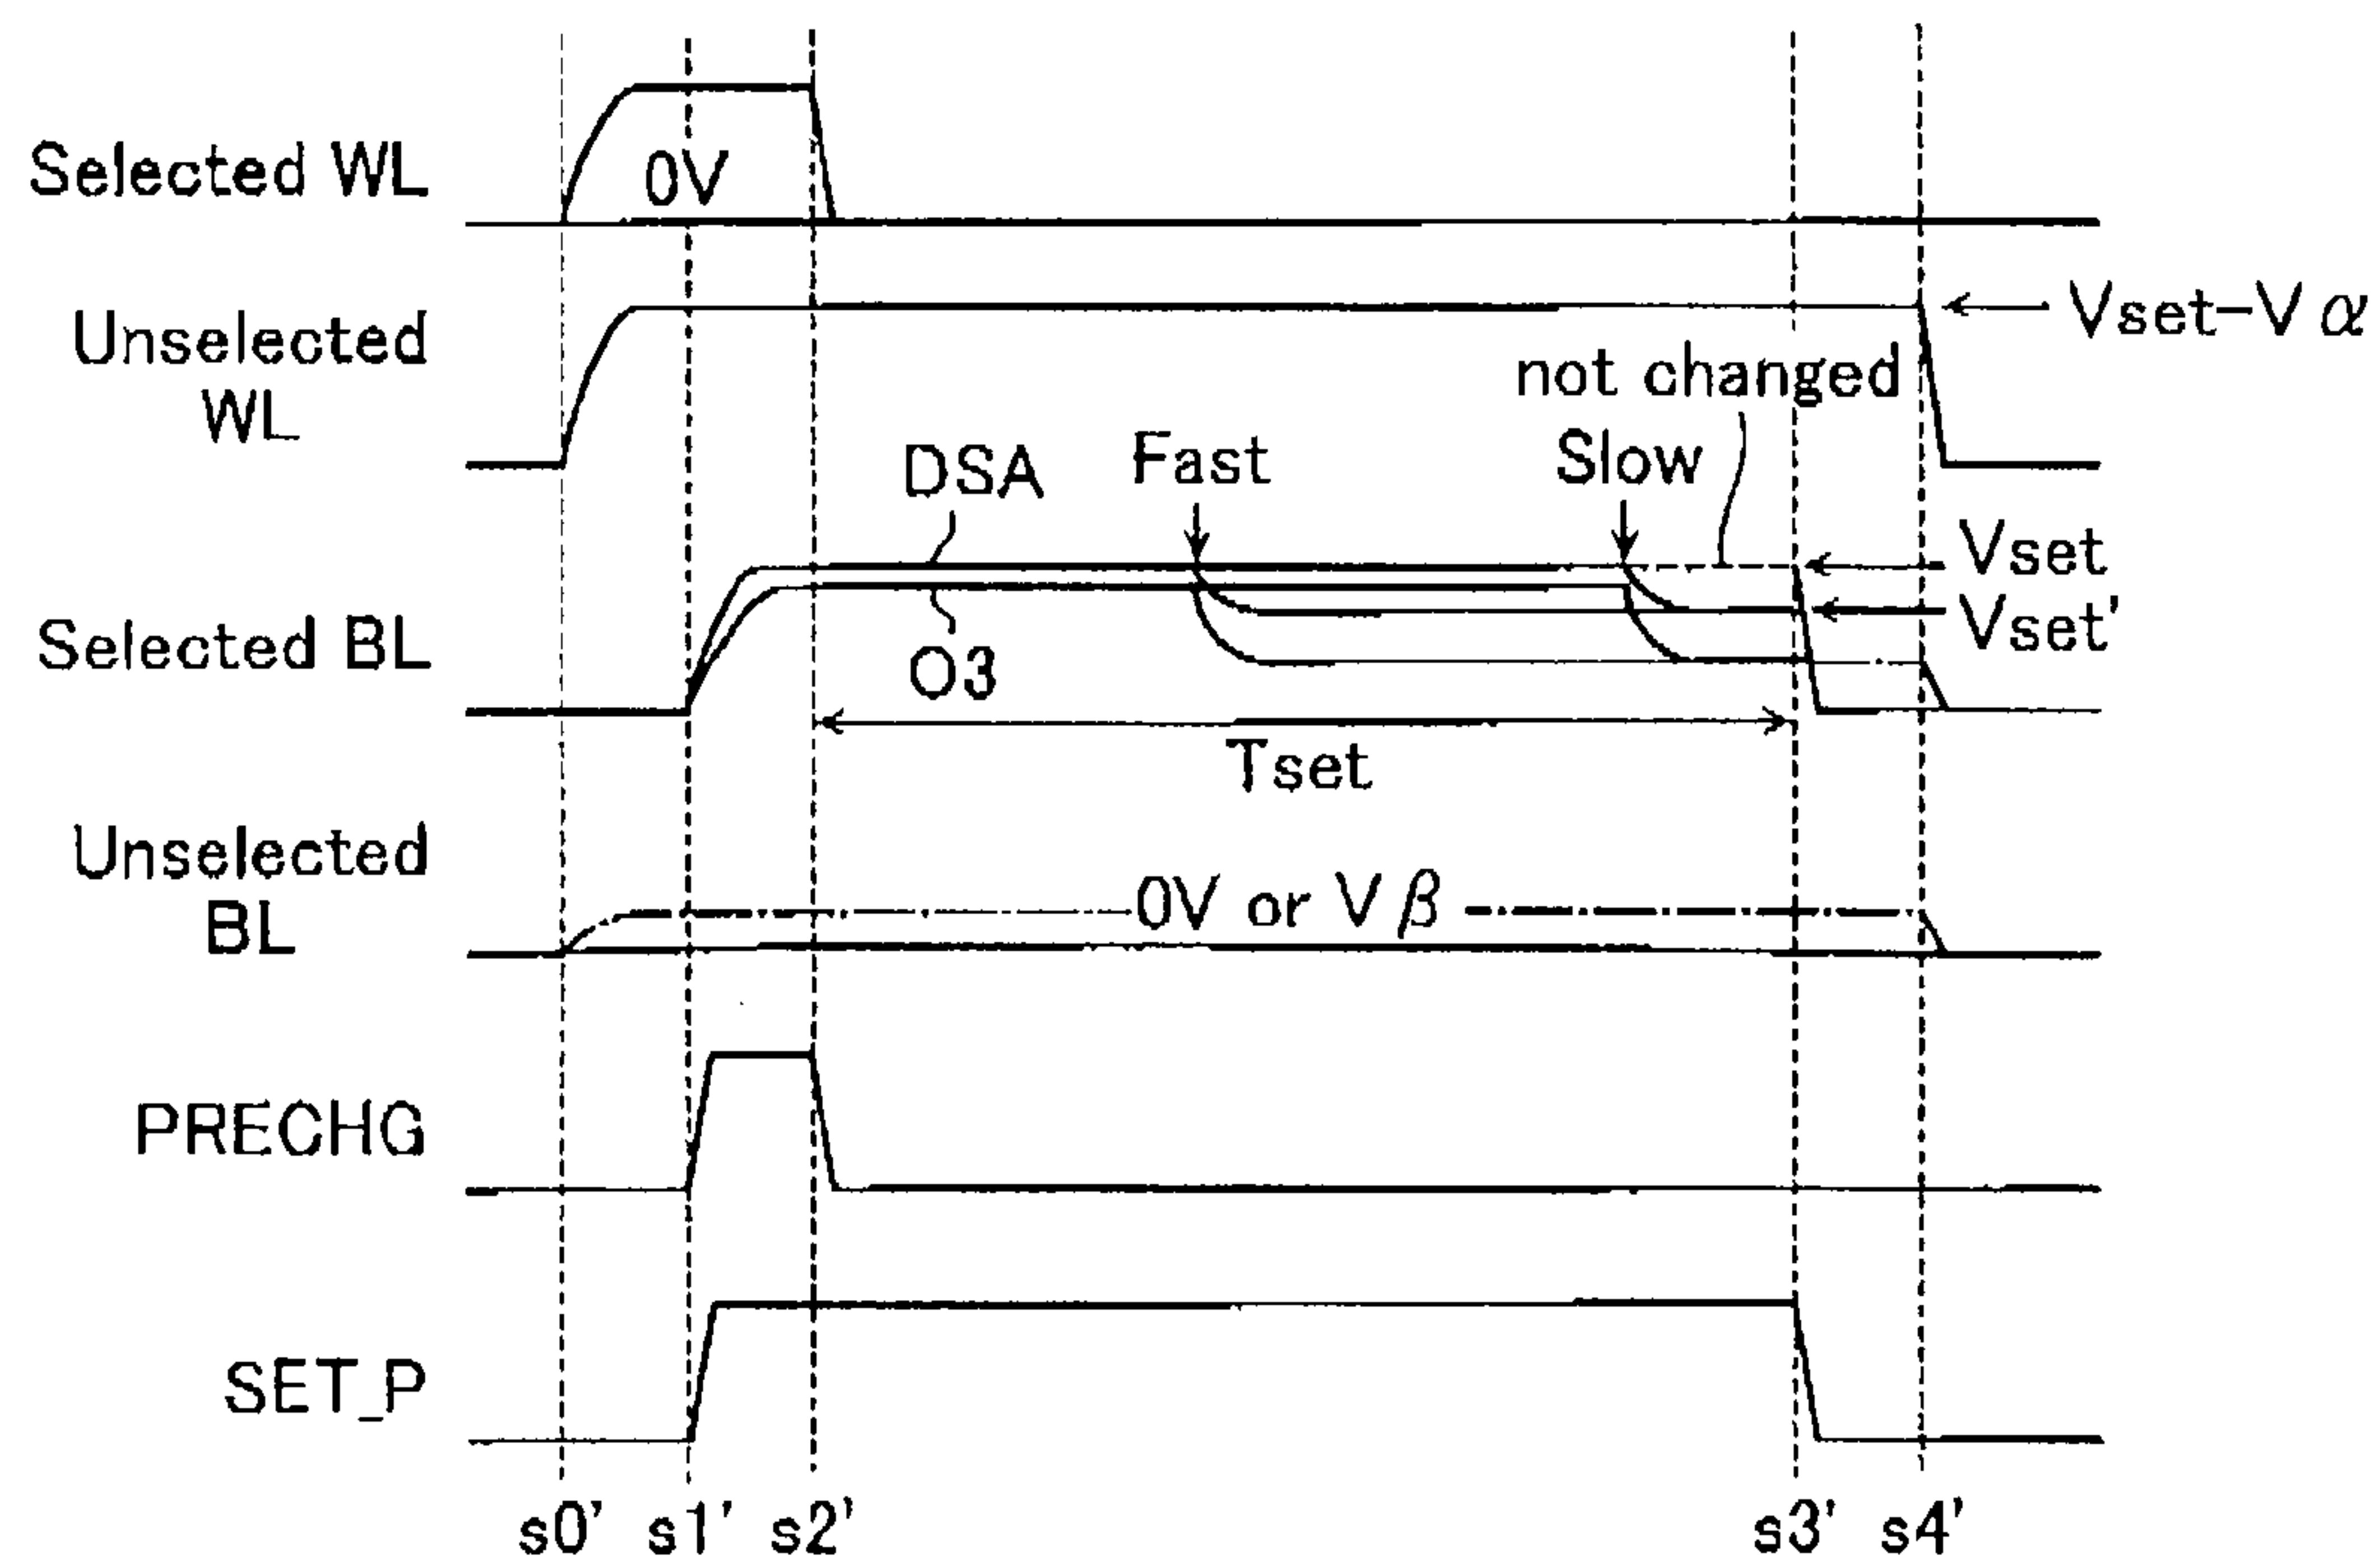 Selected WL
0V
Unselected
WL
Vset-Vα
not changed
DSA
Fast
Slow
Selected BL
Vset
Vset'
O3
Tset
Unselected
BL
0V or Vβ
PRECHG
SET_P
s0' s1' s2' s3' s4'